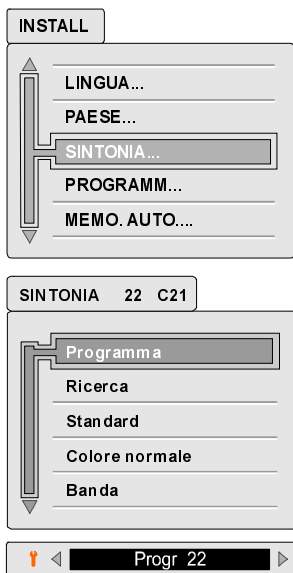 INSTALL
LINGUA...
PAESE...
SINTONIA...
PROGRAMM...
MEMO. AUTO....
SINTONIA 22 C21
Programma
Ricerca
Standard
Colore normale
Banda
Progr 22